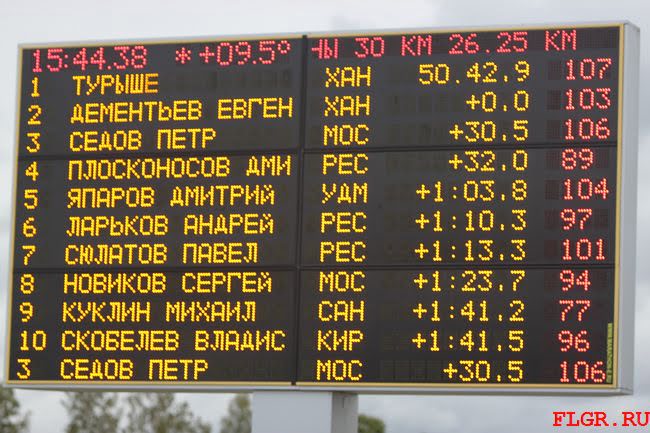 15:44.38 *+09.5° НЫ 30 КМ 26.25 КМ
1 ТУРЫШЕ ХАН 50.42,9 107
2 ДЕМЕНТЬЕВ ЕВГЕН ХАН +0.0 103
3 СЕДОВ ПЕТР МОС +30.5 106
4 ПЛОСКОНОСОВ ДМИ РЕС +32.0 89
5 ЯПАРОВ ДМИТРИЙ УДМ +1:03.8 104
6 ЛАРЬКОВ АНДРЕЙ РЕС +1:10.3 97
7 СЮЛАТОВ ПАВЕЛ РЕС +1:13.3 101
8 НОВИКОВ СЕРГЕЙ МОС +1:23.7 94
9 КУКЛИН МИХАИЛ САН +1:41.2 77
10 СКОБЕЛЕВ ВЛАДИС КИР +1:41.5 96
3 СЕДОВ ПЕТР МОС +30.5 106
FLGR.RU